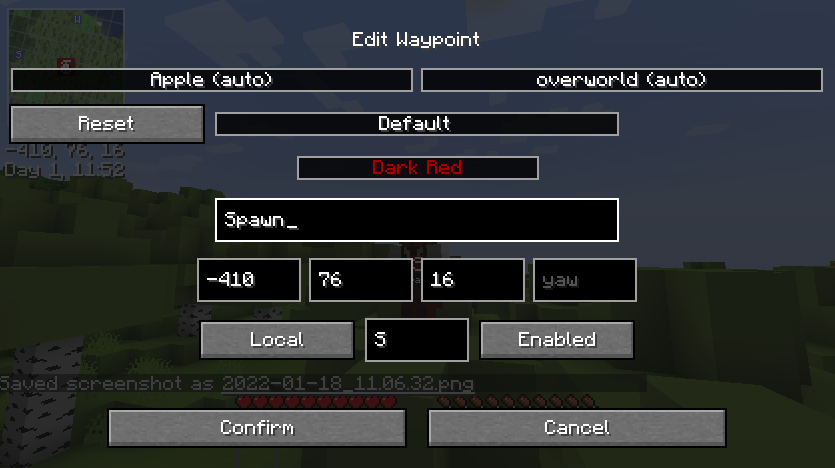 W
Edit Waypoint
S
Apple (auto)
overworld (auto)
Reset
Default
-410, 76, 16
Day 1, 11:52
Dark Red
Spawn_
-410
76
16
yaw
Local
S
Enabled
Saved screenshot as 2022-01-18_11.06.32.png
Confirm
Cancel